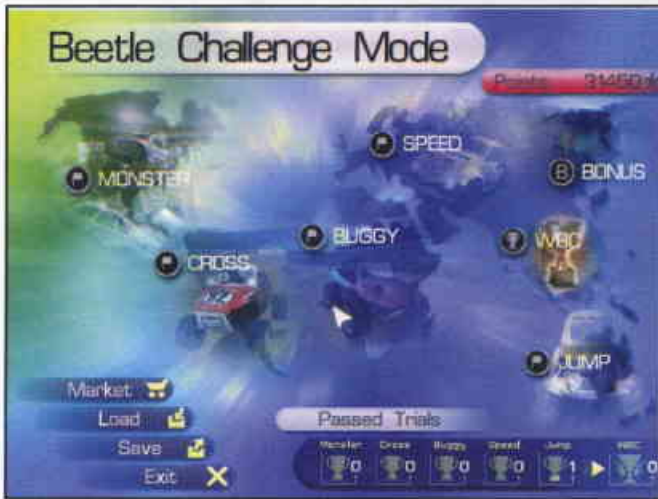 Beetle Challenge Mode
Points 31450
MONSTER
SPEED
B BONUS
BUGGY
WBC
CROSS
JUMP
Market
Load
Save
Exit
Passed Trials
Monster Cross Buggy Speed Jump WBC
0 0 0 0 1 0